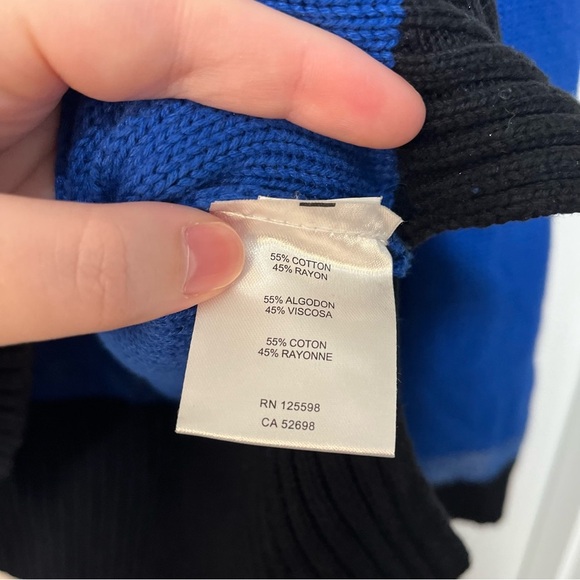 55% COTTON
45% RAYON
55% ALGODON
45% VISCOSA
55% COTON
45% RAYONNE
RN 125598
CA 52698